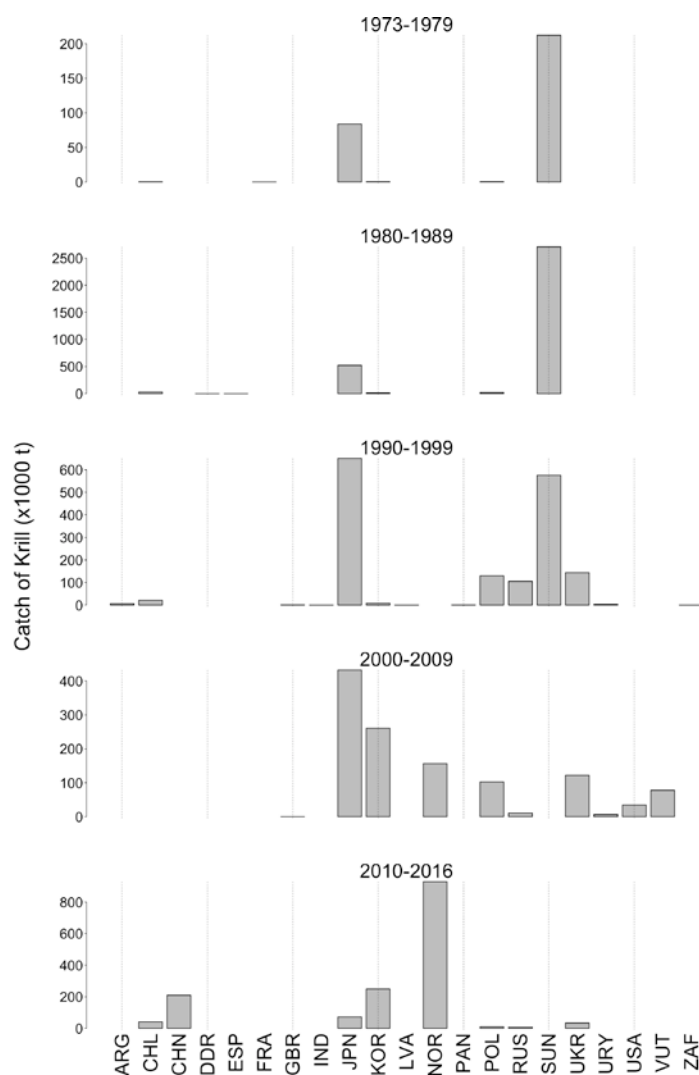 1973-1979
200
150
100
50
0
1980-1989
2500
2000
1500
1000
500
0
Catch of Krill (x1000 t)
1990-1999
600
500
400
300
200
100
0
2000-2009
400
300
200
100
0
2010-2016
800
600
400
200
0
ARG
CHL
CHN
DDR
ESP
FRA
GBR
IND
JPN
KOR
LVA
NOR
PAN
POL
RUS
SUN
UKR
URY
USA
VUT
ZAF